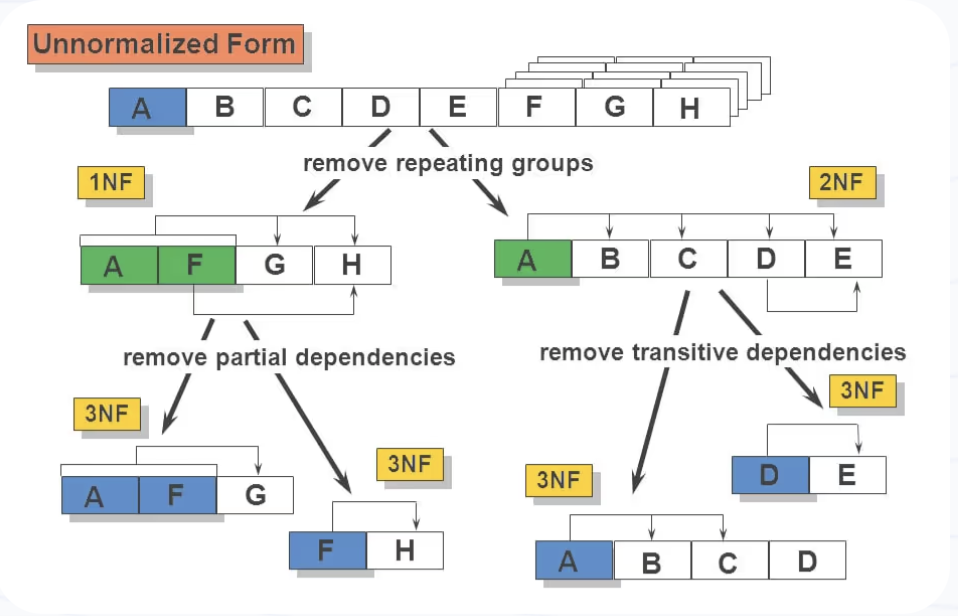 Unnormalized Form
A B C D E F G H
remove repeating groups
1NF
2NF
A F G H
A B C D E
remove partial dependencies
remove transitive dependencies
3NF
3NF
3NF
3NF
A F G
D E
F H
A B C D